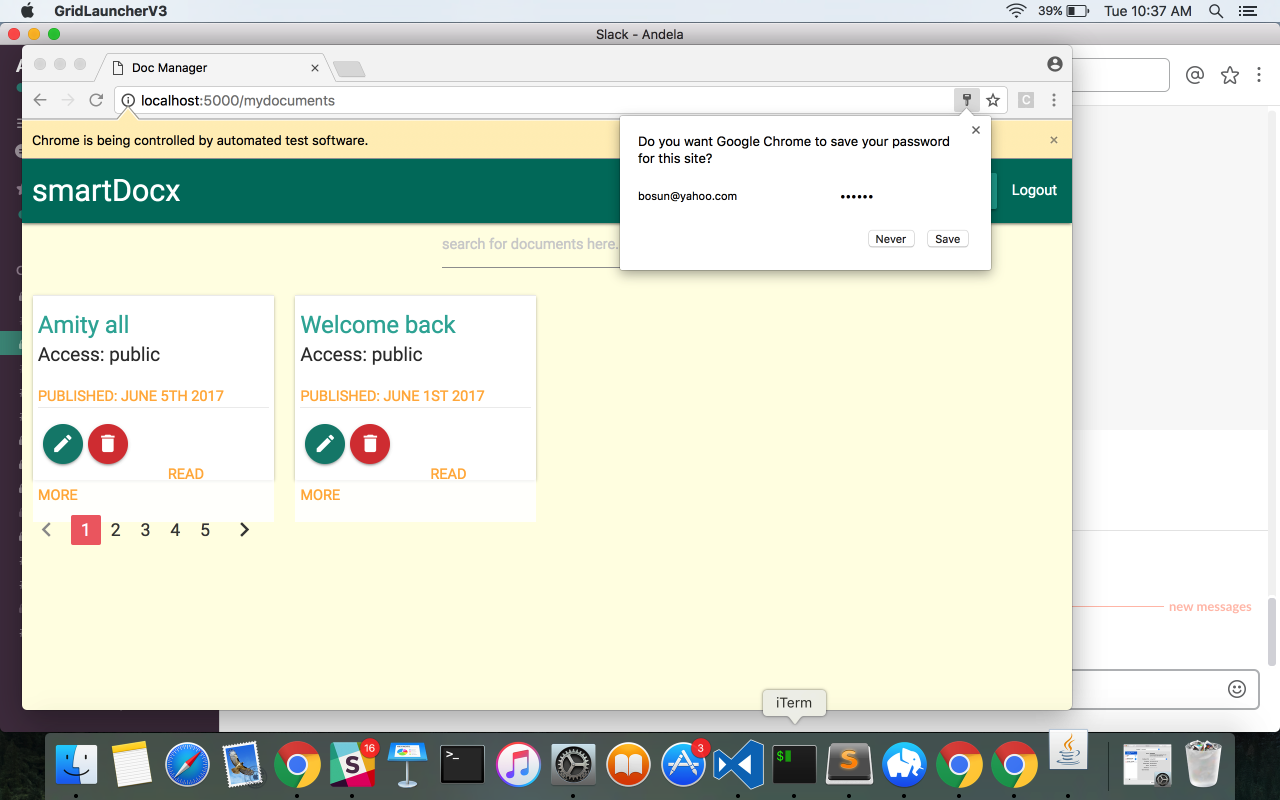 GridLauncherV3
39%
Tue 10:37 AM
Slack - Andela
Doc Manager
localhost:5000/mydocuments
C
Chrome is being controlled by automated test software.
Do you want Google Chrome to save your password
for this site?
bosun@yahoo.com
••••••
Never
Save
smartDocx
Logout
search for documents here.
Amity all
Access: public
PUBLISHED: JUNE 5TH 2017
READ
MORE
Welcome back
Access: public
PUBLISHED: JUNE 1ST 2017
READ
MORE
1 2 3 4 5
new messages
iTerm
16
3
>_
$
S